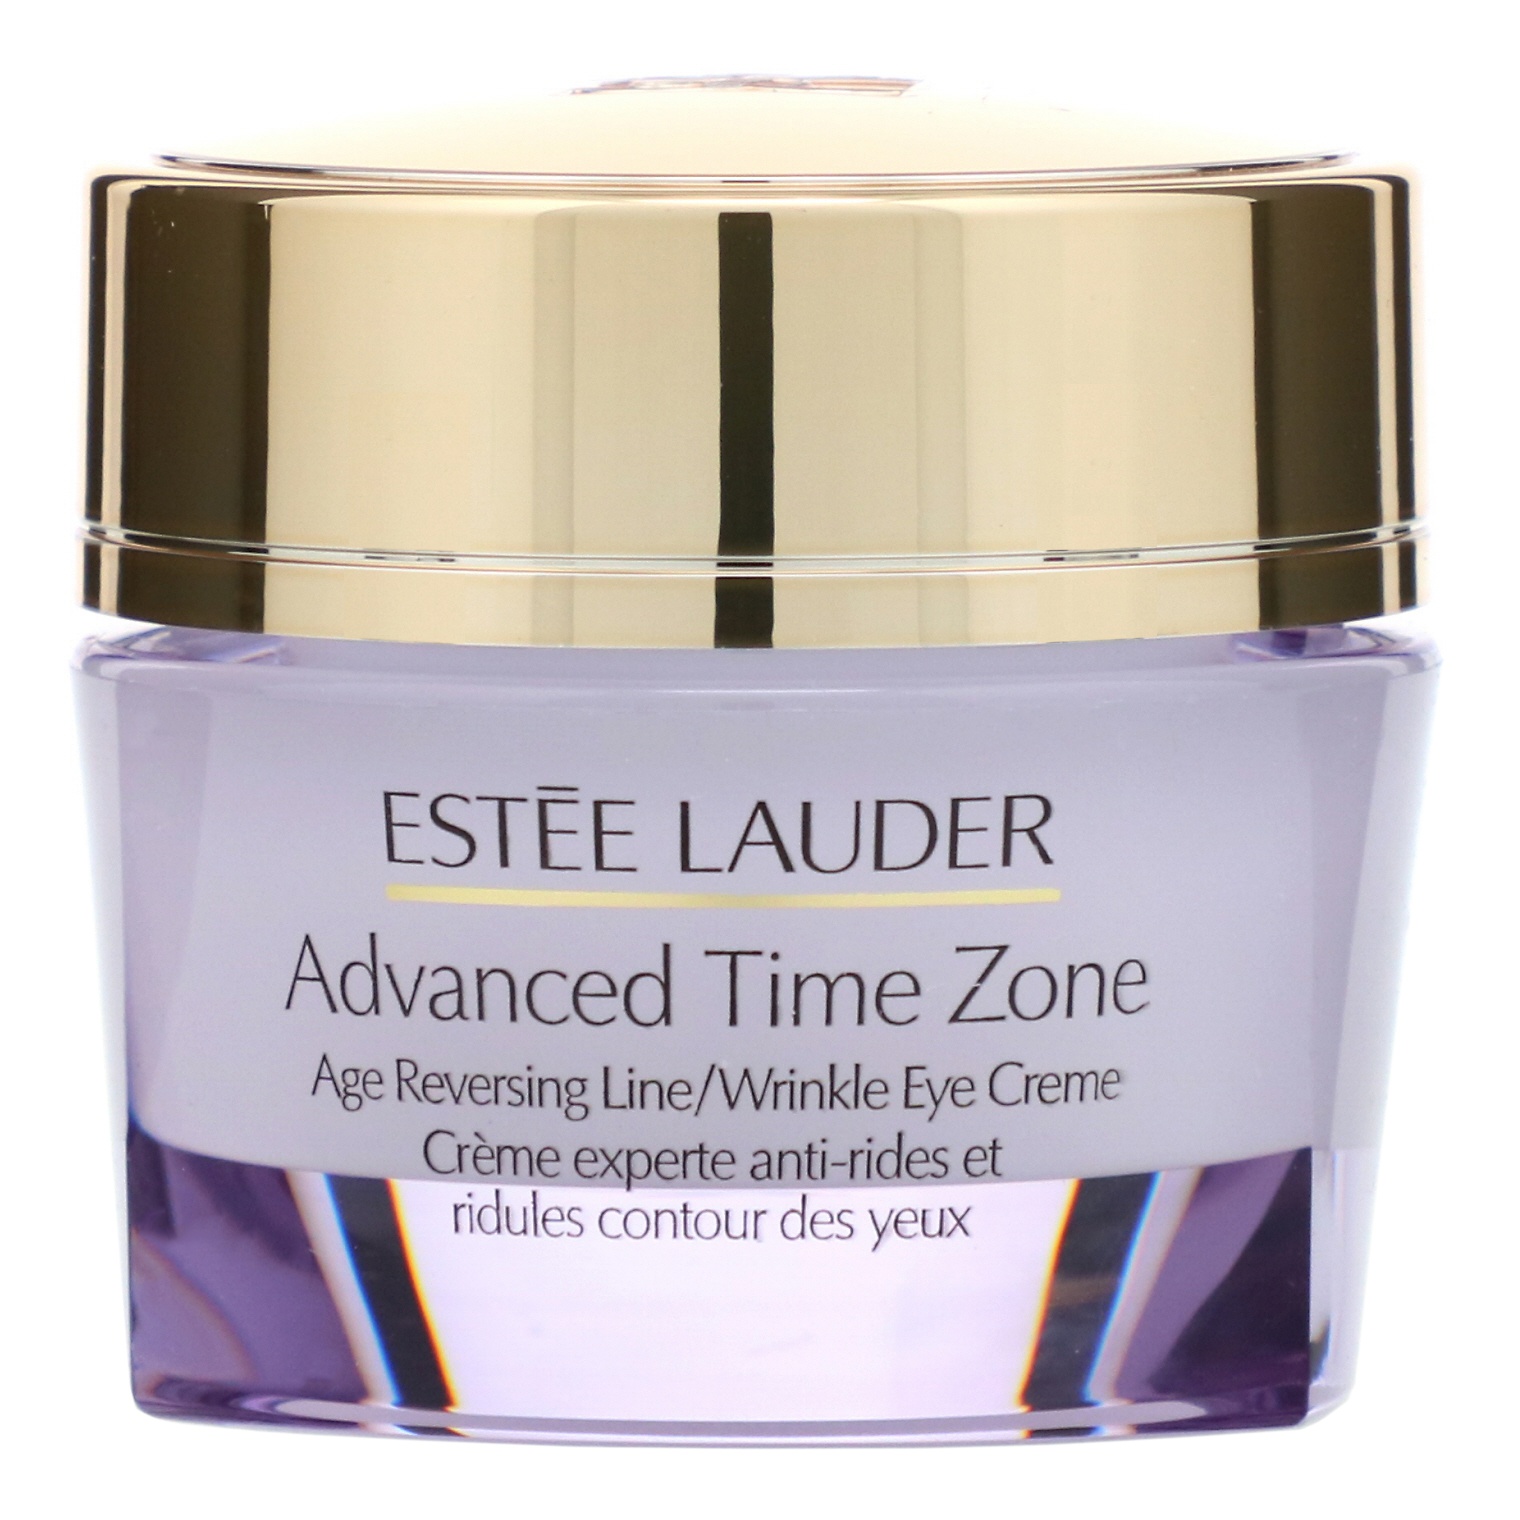 ESTĒE LAUDER
Advanced Time Zone
Age Reversing Line/Wrinkle Eye Creme
Crème experte anti-rides et
ridules contour des yeux